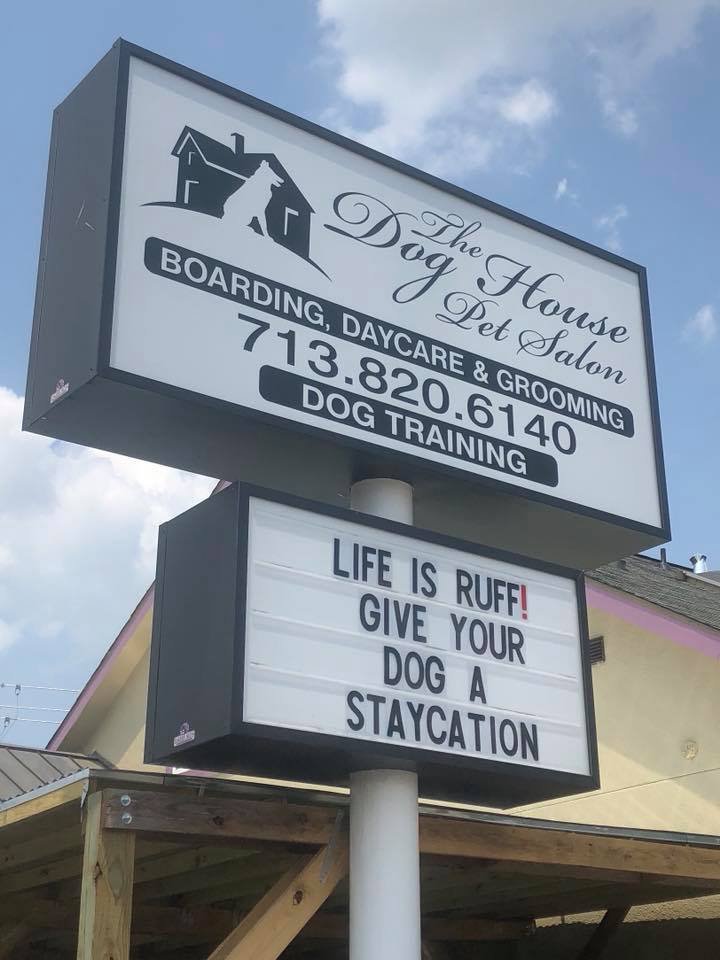 The
Dog House
Pet Salon
BOARDING, DAYCARE & GROOMING
713.820.6140
DOG TRAINING
LIFE IS RUFF!
GIVE YOUR
DOG A
STAYCATION